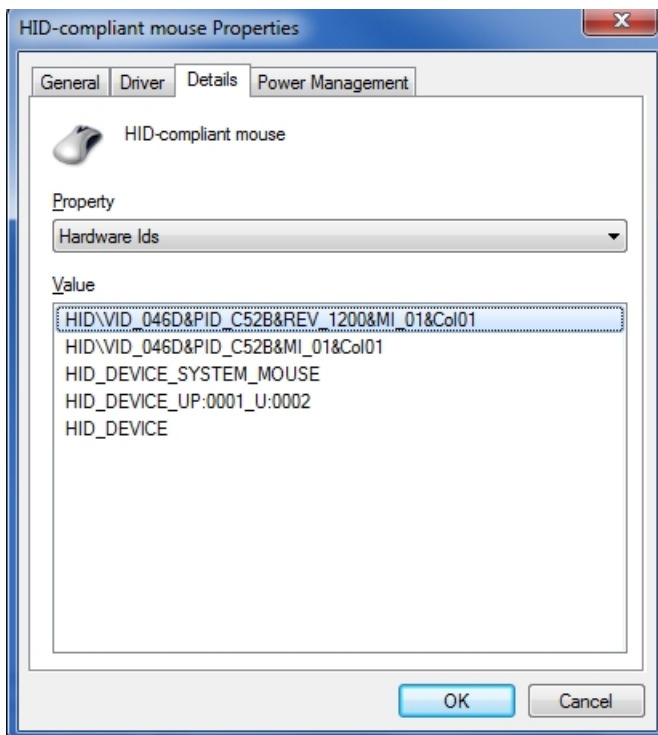 HID-compliant mouse Properties
General Driver Details Power Management
HID-compliant mouse
Property
Hardware Ids
Value
HID\VID_046D&PID_C52B&REV_1200&MI_01&Col01
HID\VID_046D&PID_C52B&MI_01&Col01
HID_DEVICE_SYSTEM_MOUSE
HID_DEVICE_UP:0001_U:0002
HID_DEVICE
OK Cancel